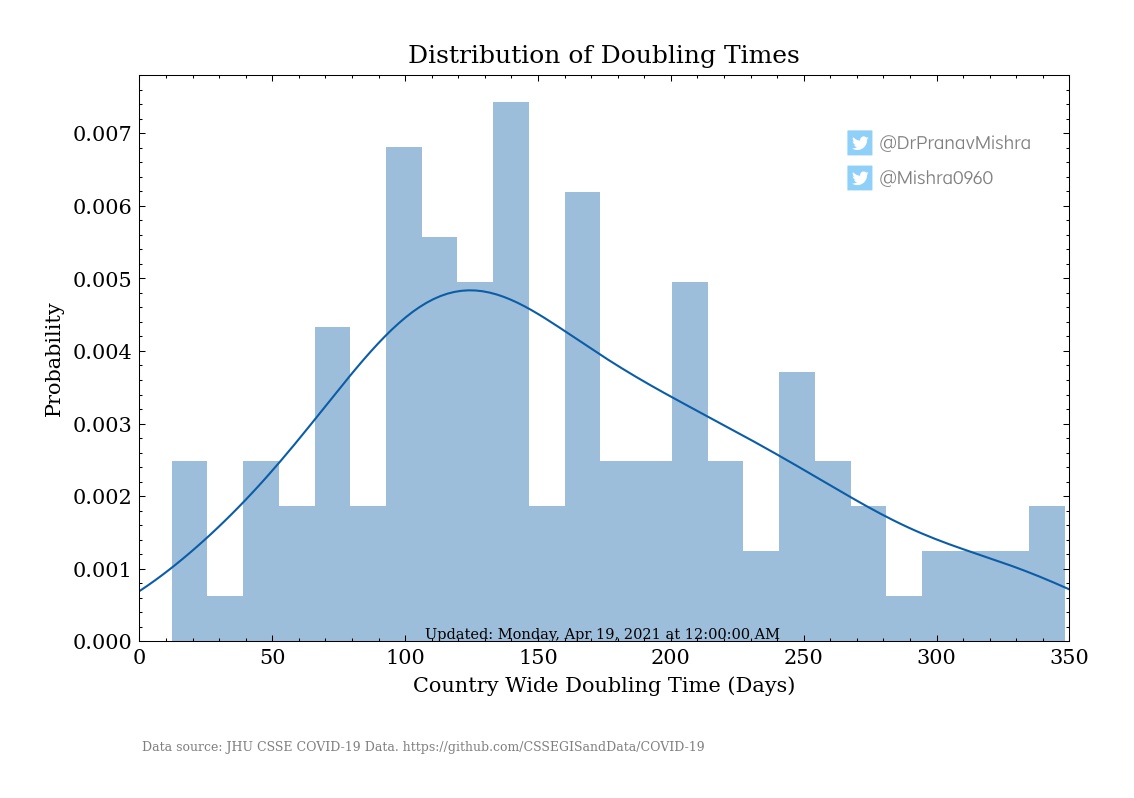 Distribution of Doubling Times
0.007
0.006
0.005
0.004
0.003
0.002
0.001
0.000
Probability
@DrPranavMishra
@Mishra0960
Updated: Monday, Apr 19, 2021 at 12:00:00 AM
0 50 100 150 200 250 300 350
Country Wide Doubling Time (Days)
Data source: JHU CSSE COVID-19 Data. https://github.com/CSSEGISandData/COVID-19